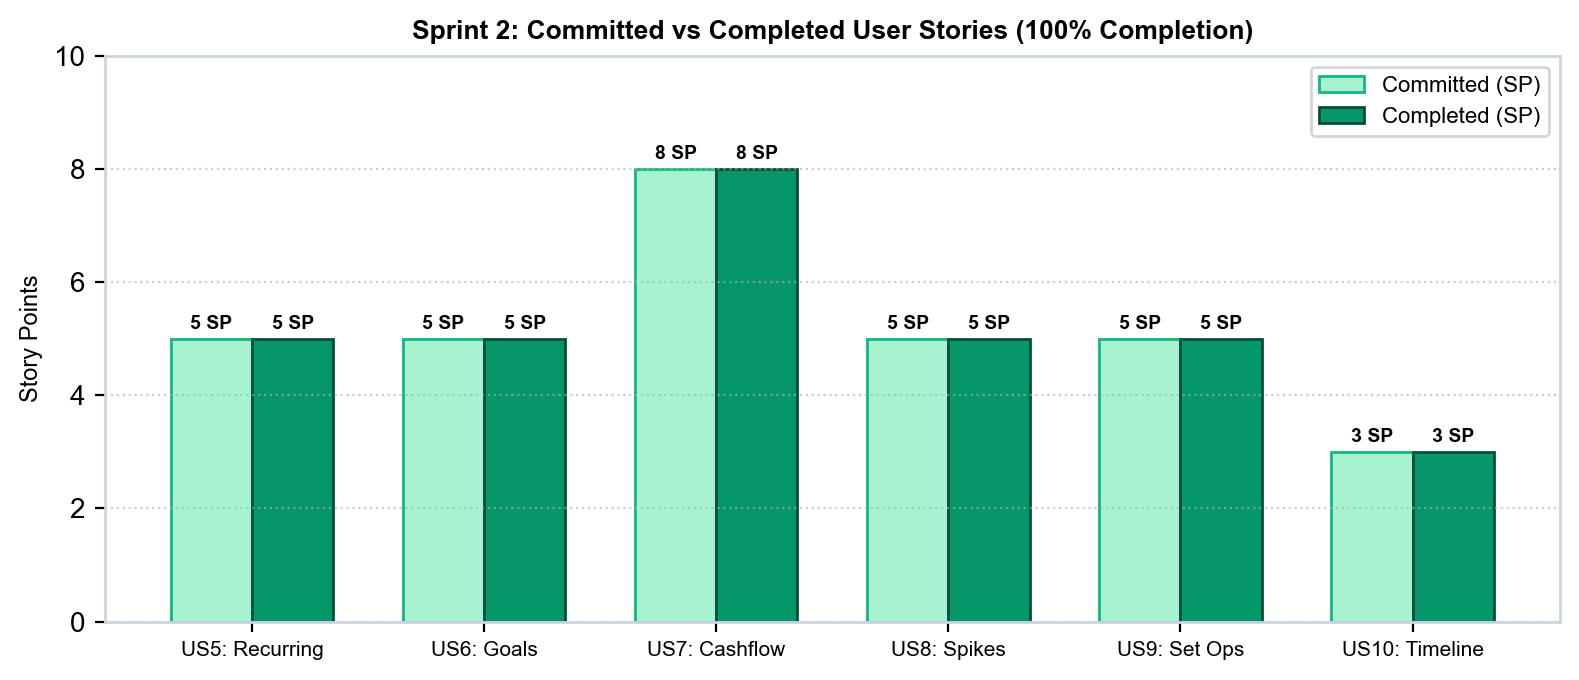 Sprint 2: Committed vs Completed User Stories (100% Completion)
Committed (SP)
Completed (SP)
Story Points
10
8
6
4
2
0
5 SP 5 SP
5 SP 5 SP
8 SP 8 SP
5 SP 5 SP
5 SP 5 SP
3 SP 3 SP
US5: Recurring
US6: Goals
US7: Cashflow
US8: Spikes
US9: Set Ops
US10: Timeline